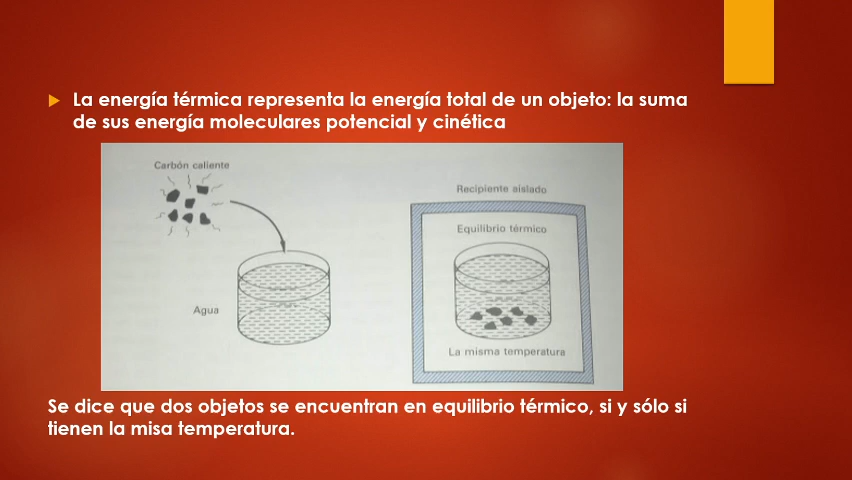 La energía térmica representa la energía total de un objeto: la suma
de sus energía moleculares potencial y cinética
Carbón caliente
Agua
Recipiente aislado
Equilibrio térmico
La misma temperatura
Se dice que dos objetos se encuentran en equilibrio térmico, si y sólo si
tienen la misa temperatura.